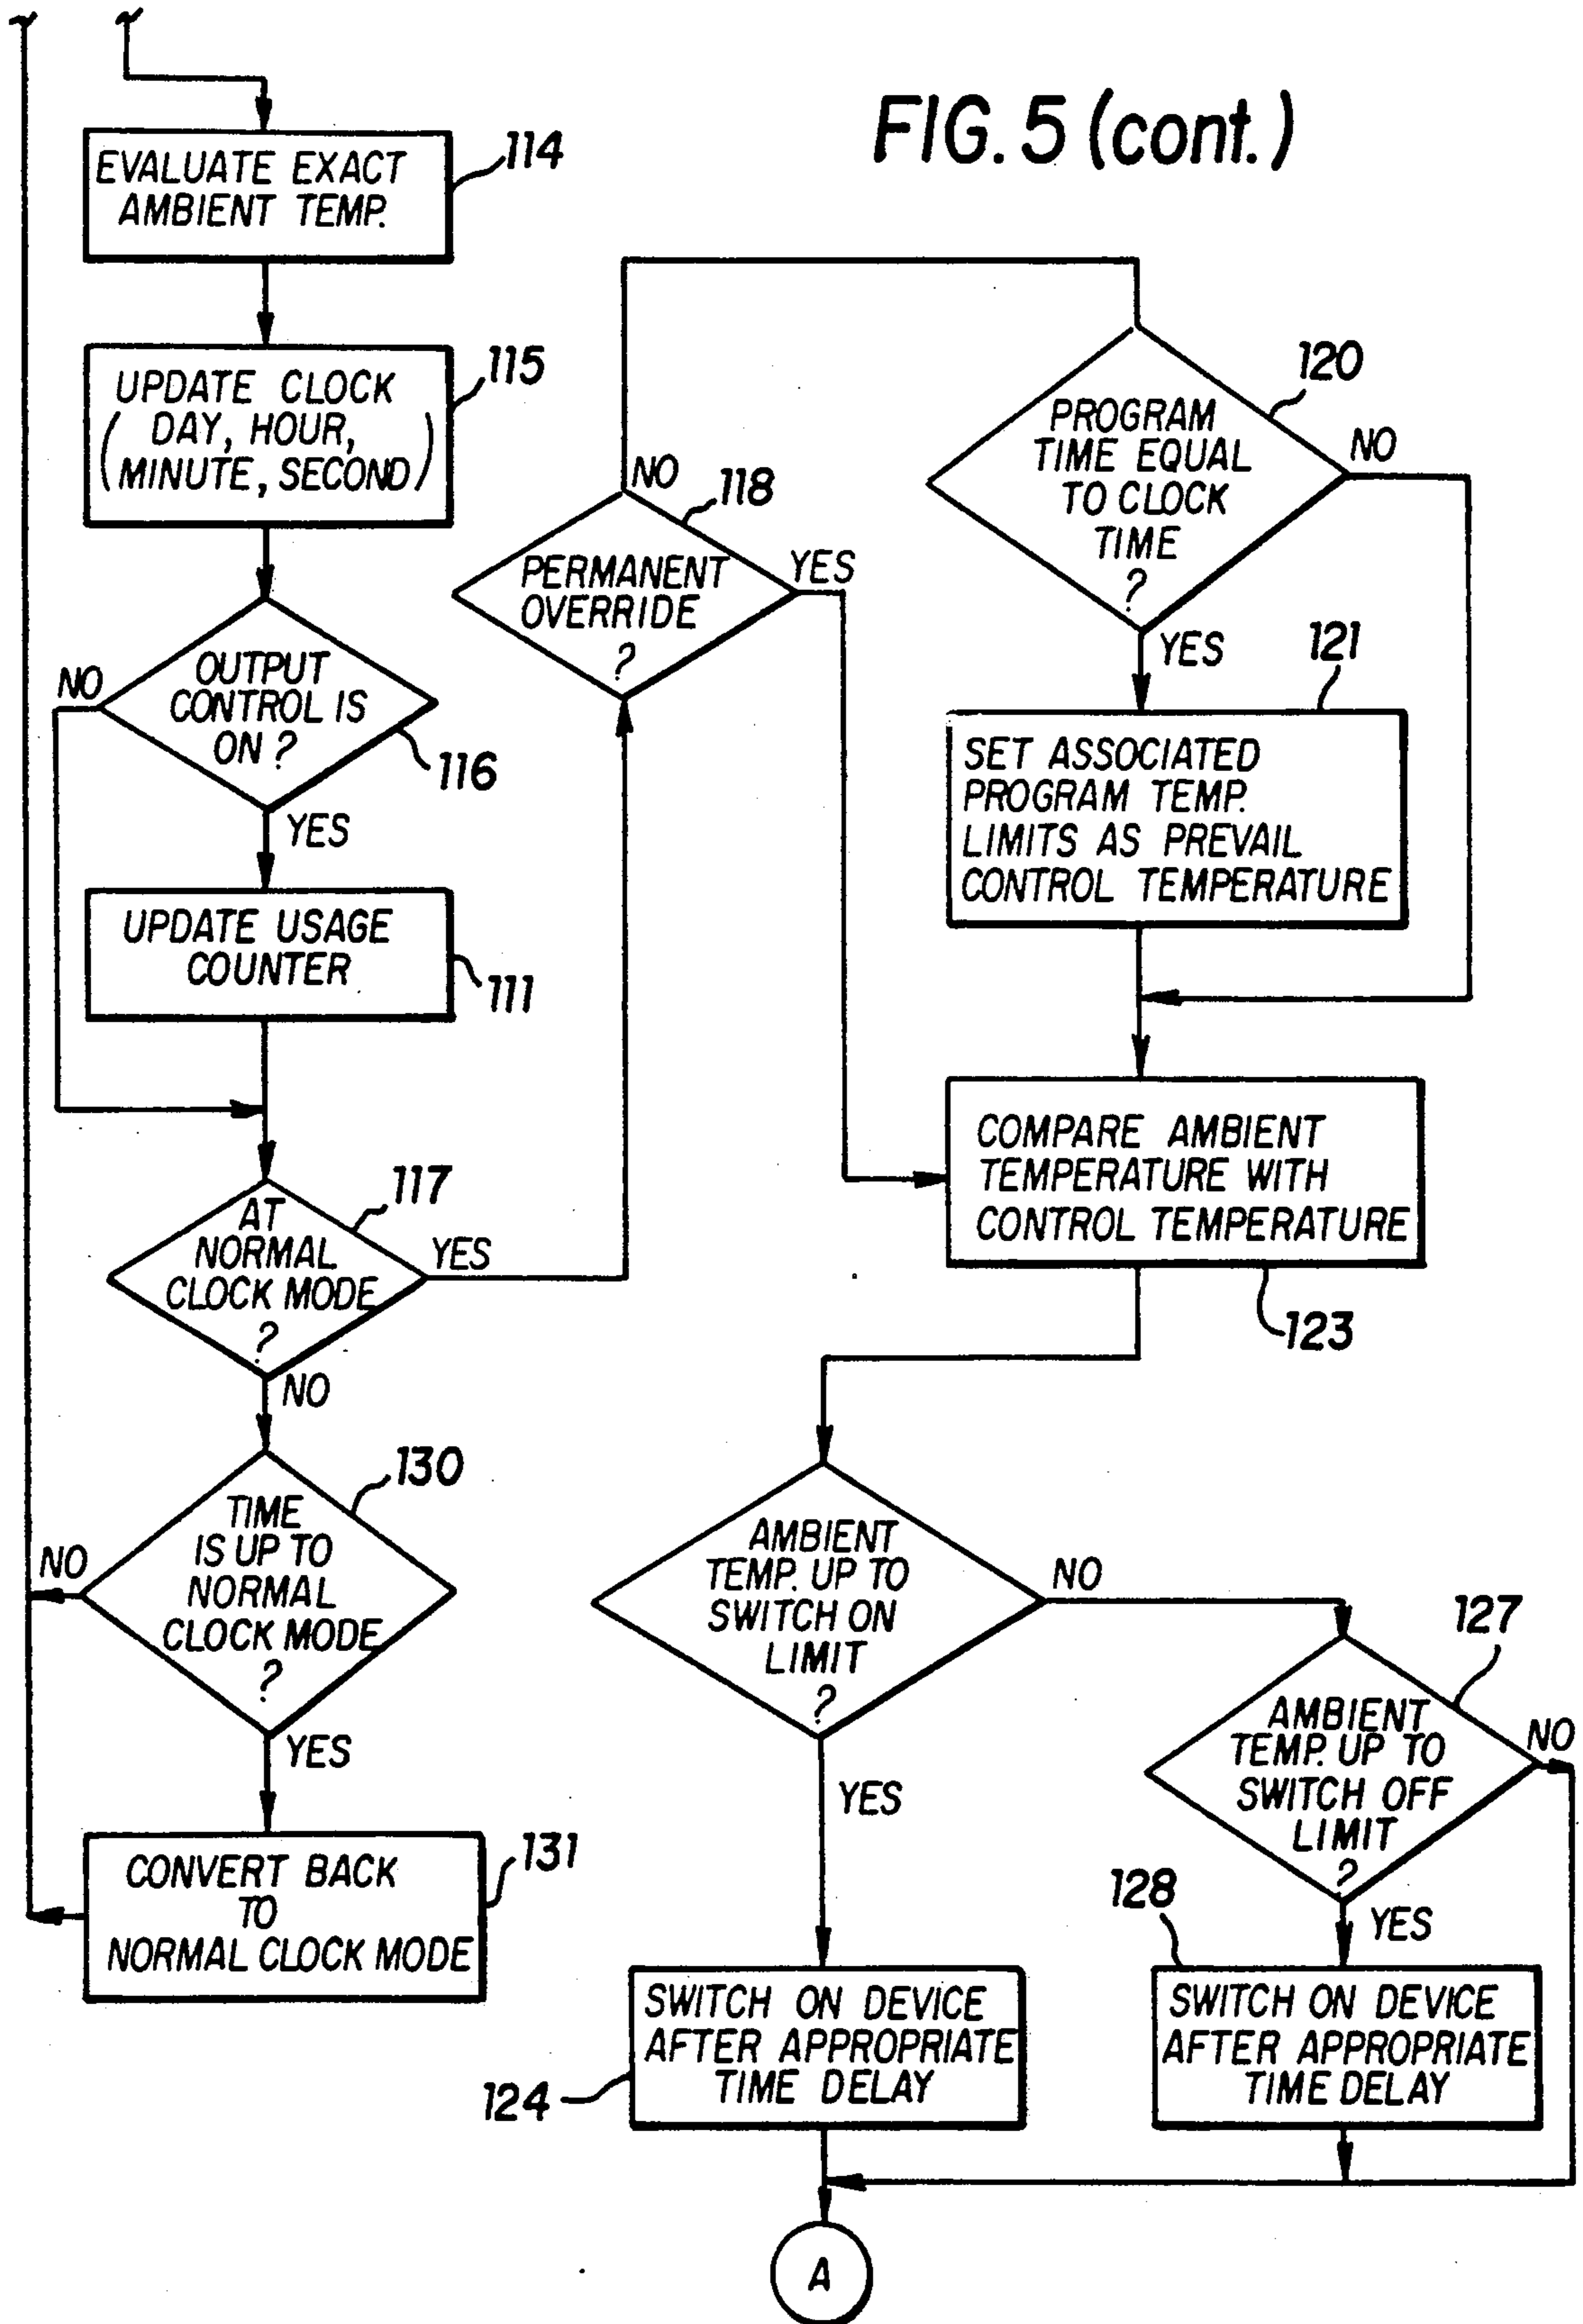 FIG. 5 (cont.)
EVALUATE EXACT
AMBIENT TEMP.
114
UPDATE CLOCK
(DAY, HOUR,
MINUTE, SECOND)
115
OUTPUT
CONTROL IS
ON ?
116
NO
YES
UPDATE USAGE
COUNTER
111
AT
NORMAL
CLOCK MODE
?
117
YES
NO
TIME
IS UP TO
NORMAL
CLOCK MODE
?
130
NO
YES
CONVERT BACK
TO
NORMAL CLOCK MODE
131
PERMANENT
OVERRIDE
?
118
NO
YES
PROGRAM
TIME EQUAL
TO CLOCK
TIME
?
120
NO
YES
SET ASSOCIATED
PROGRAM TEMP.
LIMITS AS PREVAIL
CONTROL TEMPERATURE
121
COMPARE AMBIENT
TEMPERATURE WITH
CONTROL TEMPERATURE
123
AMBIENT
TEMP. UP TO
SWITCH ON
LIMIT
?
NO
YES
AMBIENT
TEMP. UP TO
SWITCH OFF
LIMIT
?
127
NO
YES
SWITCH ON DEVICE
AFTER APPROPRIATE
TIME DELAY
124
SWITCH ON DEVICE
AFTER APPROPRIATE
TIME DELAY
128
A